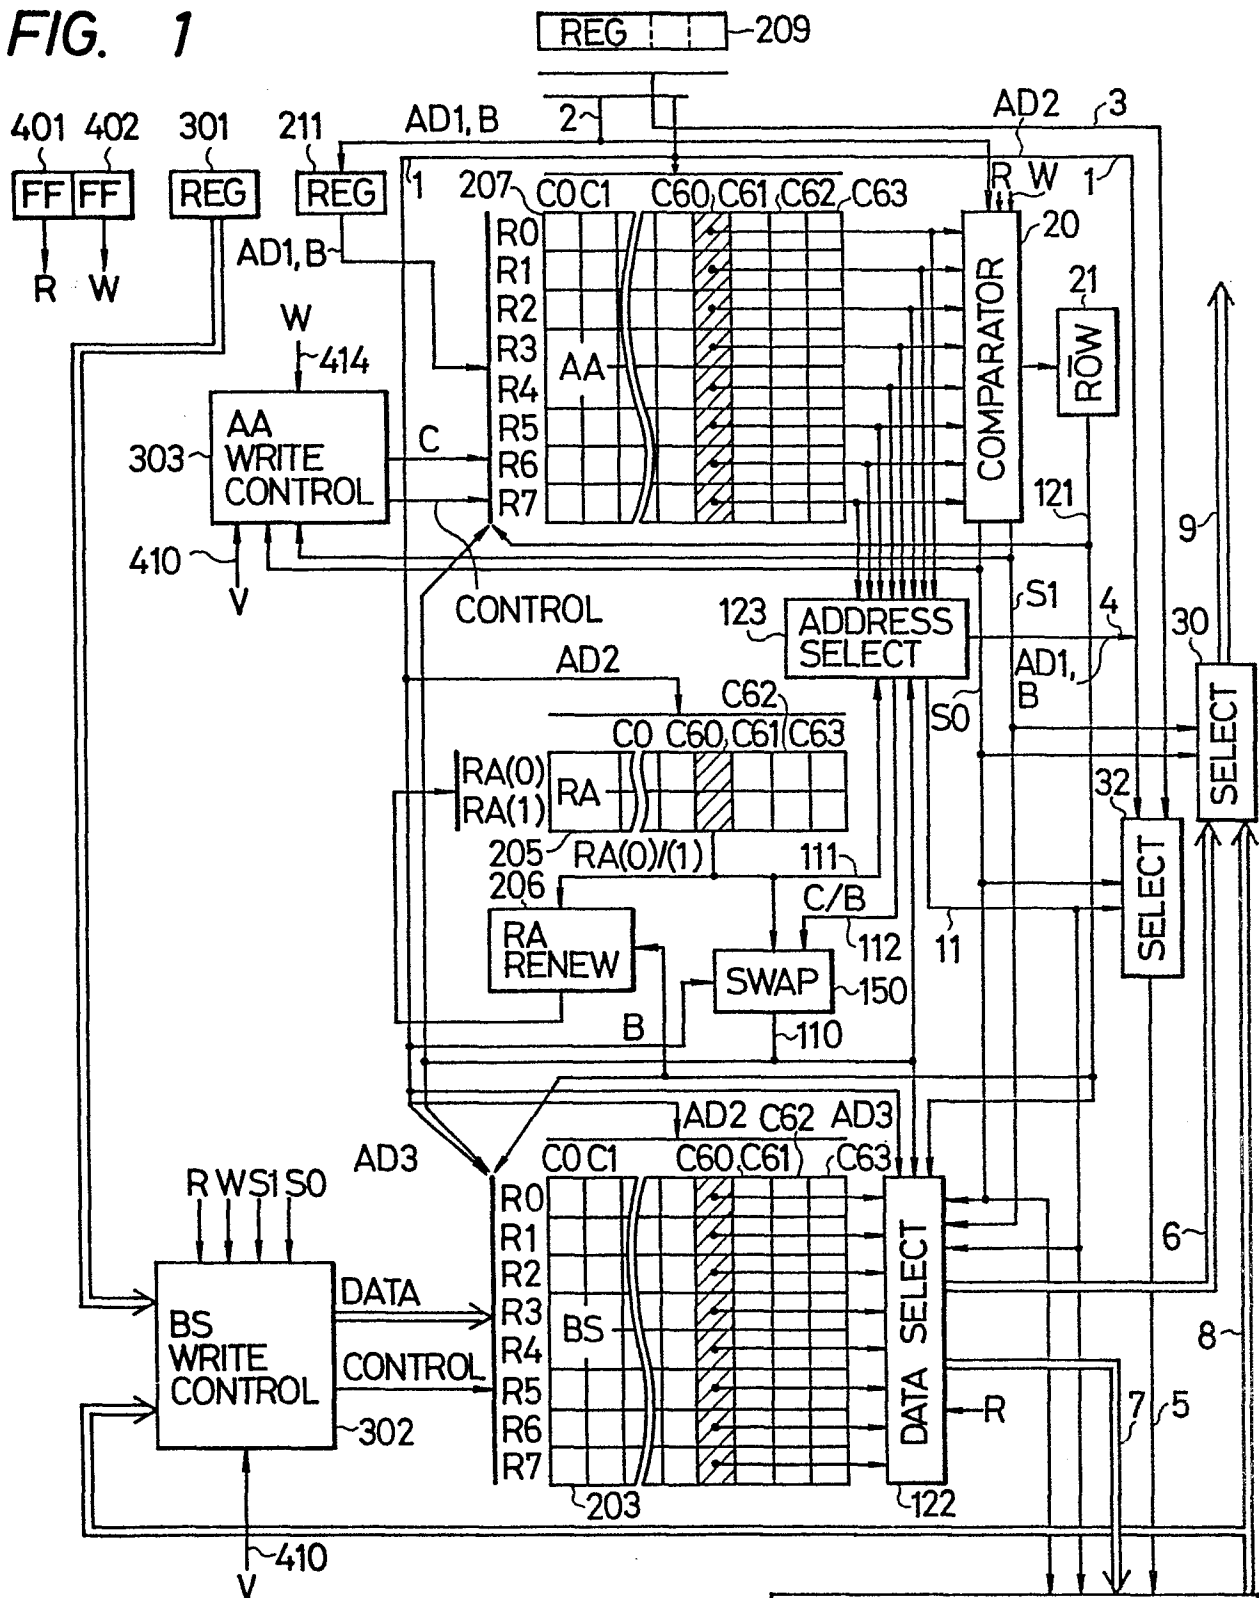 FIG. 1
REG
209
401 402 301 211
FF FF REG REG
R W
AD1, B
2
AD2
3
1
1
AD1, B
207
C0 C1 C60 C61 C62 C63
R W
20
R0
R1
R2
R3
R4
R5
R6
R7
AA
COMPARATOR
21
ROW
W
414
AA
WRITE
CONTROL
303
C
CONTROL
410
V
121
9
123
ADDRESS
SELECT
S1
4
AD1,
B
S0
30
SELECT
AD2
C62
C0 C60 C61 C63
RA(0)
RA(1)
RA
205
RA(0)/(1)
111
206
RA
RENEW
C/B
112
11
32
SELECT
SWAP
150
B
110
AD2
C62
AD3
AD3
C0 C1 C60 C61 C63
R W S1 S0
R0
R1
R2
R3
R4
R5
R6
R7
BS
DATA SELECT
6
DATA
BS
WRITE
CONTROL
CONTROL
302
R
7
5
8
203
122
410
V